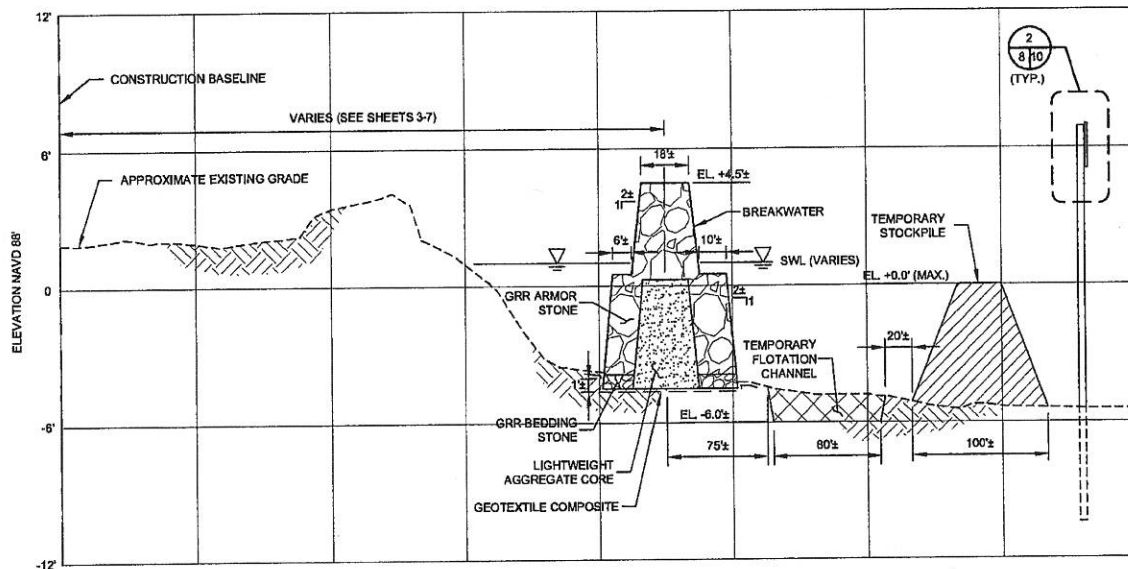 12'
2
8 10
(TYP.)
CONSTRUCTION BASELINE
VARIES (SEE SHEETS 3-7)
6'
18'±
EL. +4.5'±
APPROXIMATE EXISTING GRADE
2±
1
BREAKWATER
TEMPORARY
STOCKPILE
6'±
10'±
SWL (VARIES)
EL. +0.0' (MAX.)
0
2±
1
GRR ARMOR
STONE
ELEVATION NAVD 88'
20'±
TEMPORARY
FLOTATION
CHANNEL
1'±
-6'
EL. -6.0'±
GRR BEDDING
STONE
75'±
80'±
100'±
LIGHTWEIGHT
AGGREGATE CORE
GEOTEXTILE COMPOSITE
-12'